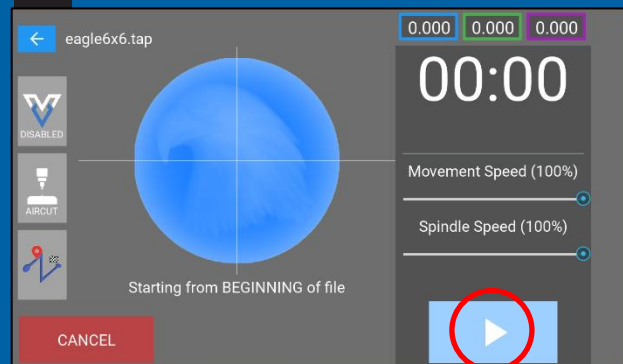 eagle6x6.tap
0.000 0.000 0.000
00:00
DISABLED
Movement Speed (100%)
AIRCUT
Spindle Speed (100%)
Starting from BEGINNING of file
CANCEL